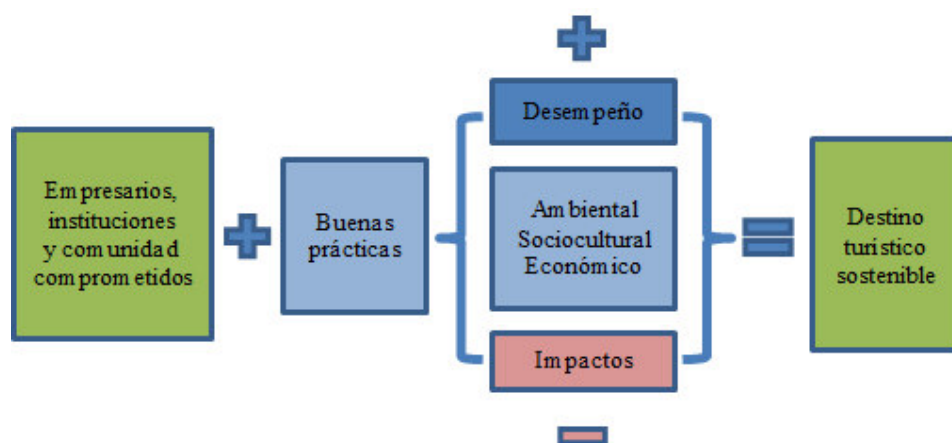 Empresarios,
instituciones
y comunidad
comprometidos
Buenas
prácticas
Desempeño
Ambiental
Sociocultural
Económico
Impactos
Destino
turístico
sostenible